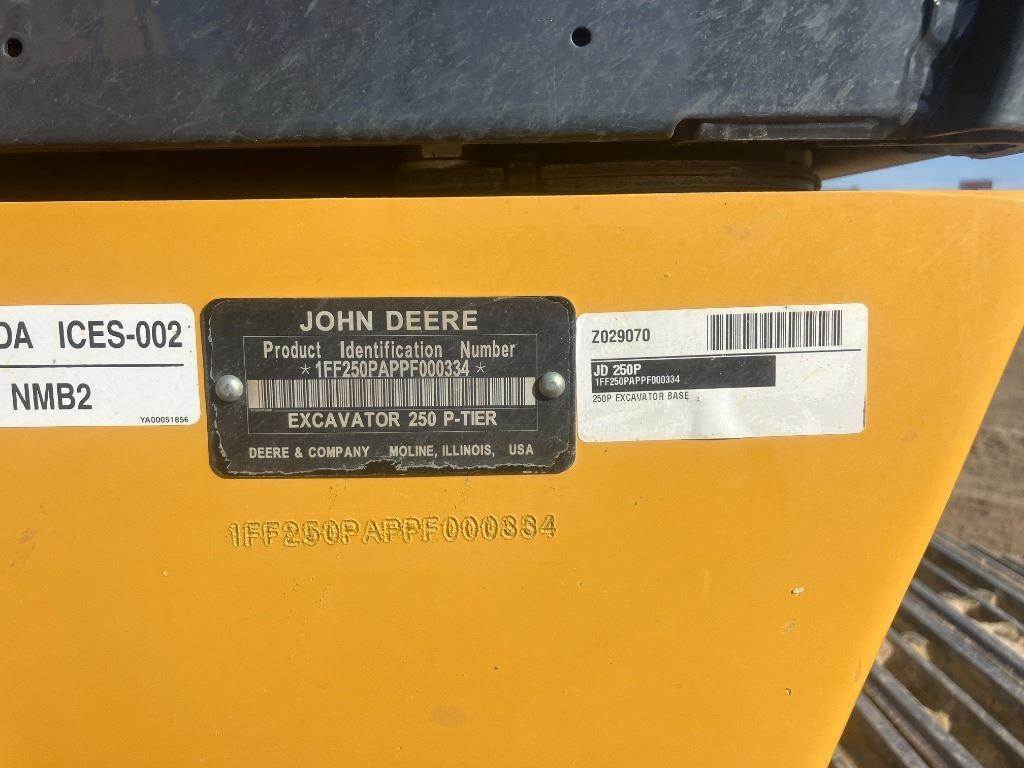 DA ICES-002
NMB2
YA00051856
JOHN DEERE
Product Identification Number
*1FF250PAPPF000334*
EXCAVATOR 250 P-TIER
DEERE & COMPANY MOLINE, ILLINOIS, USA
Z029070
JD 250P
1FF250PAPPF000334
250P EXCAVATOR BASE
1FF250PAPPF000334